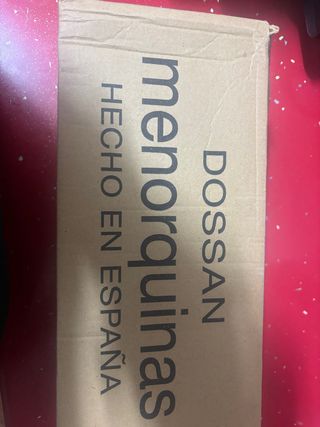 DOSSAN
menorquinas
HECHO EN ESPAÑA